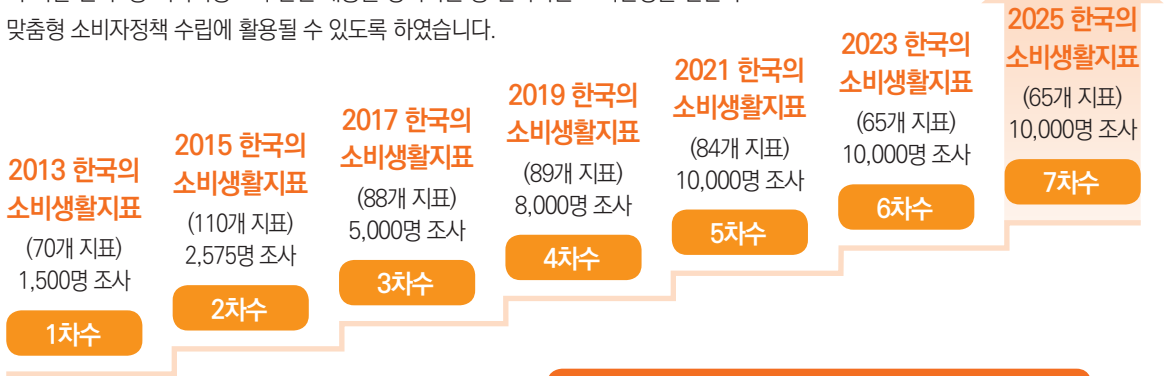 맞춤형 소비자정책 수립에 활용될 수 있도록 하였습니다.
2013 한국의
소비생활지표
(70개 지표)
1,500명 조사
1차수
2015 한국의
소비생활지표
(110개 지표)
2,575명 조사
2차수
2017 한국의
소비생활지표
(88개 지표)
5,000명 조사
3차수
2019 한국의
소비생활지표
(89개 지표)
8,000명 조사
4차수
2021 한국의
소비생활지표
(84개 지표)
10,000명 조사
5차수
2023 한국의
소비생활지표
(65개 지표)
10,000명 조사
6차수
2025 한국의
소비생활지표
(65개 지표)
10,000명 조사
7차수